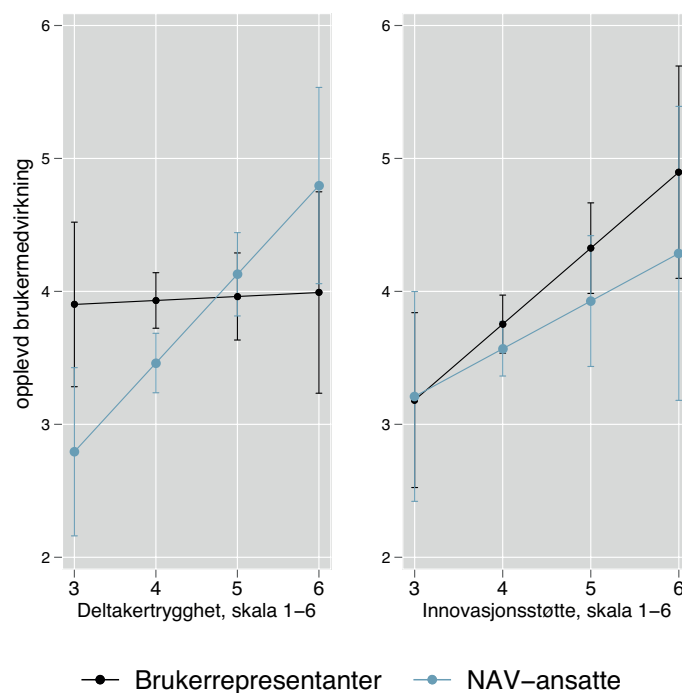 opplevd brukermedvirkning
6
5
4
3
2
3 4 5 6
Deltakertrygghet, skala 1−6
6
5
4
3
2
3 4 5 6
Innovasjonsstøtte, skala 1−6
Brukerrepresentanter NAV−ansatte